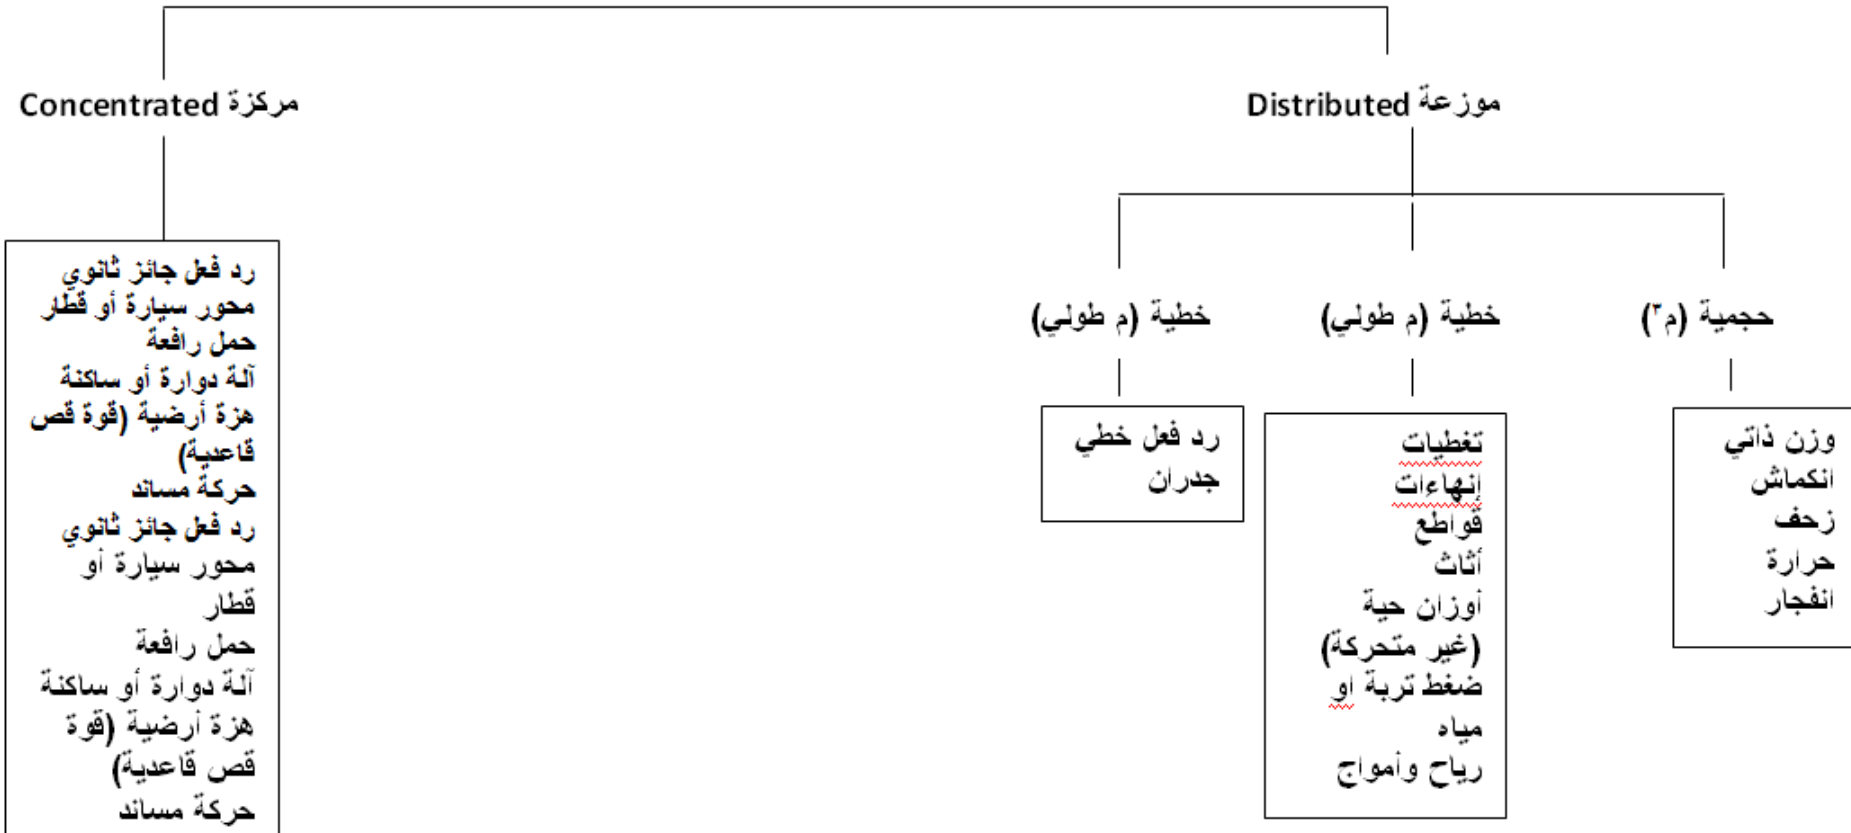 موزعة Distributed
مركزة Concentrated
حجمية (م٣)
خطية (م طولي)
خطية (م طولي)
وزن ذاتي
انكماش
زحف
حرارة
انفجار
تغطيات
إنهاءات
قواطع
أثاث
أوزان حية
(غير متحركة)
ضغط تربة او
مياه
رياح وأمواج
رد فعل خطي
جدران
رد فعل جائز ثانوي
محور سيارة أو قطار
حمل رافعة
آلة دوارة أو ساكنة
هزة أرضية (قوة قص
قاعدية)
حركة مساند
رد فعل جائز ثانوي
محور سيارة أو
قطار
حمل رافعة
آلة دوارة أو ساكنة
هزة أرضية (قوة
قص قاعدية)
حركة مساند